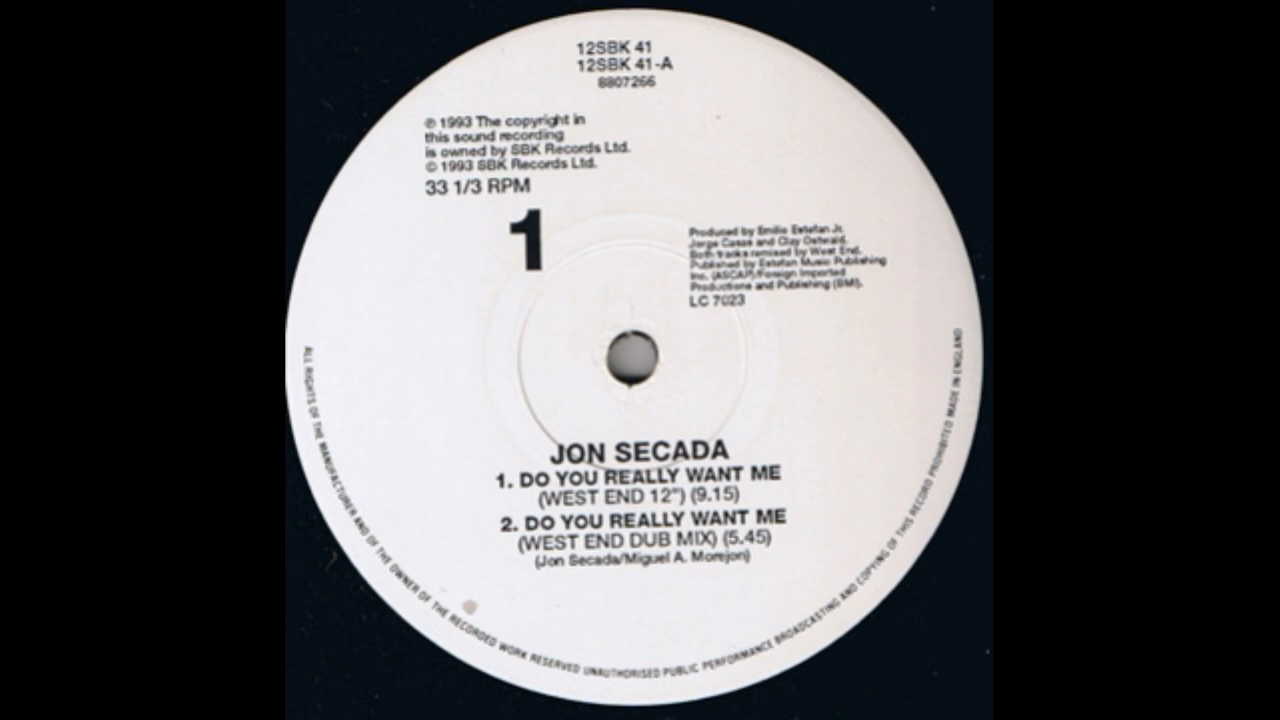 12SBK 41
12SBK 41-A
8807266
℗ 1993 The copyright in
this sound recording
is owned by SBK Records Ltd.
© 1993 SBK Records Ltd.
33 1/3 RPM
1
Produced by Emilio Estefan Jr.
Jorge Casas and Clay Ostwald.
Both tracks remixed by West End.
Published by Estefan Music Publishing
Inc. (ASCAP)/Foreign Imported
Productions and Publishing (BMI).
LC 7023
JON SECADA
1. DO YOU REALLY WANT ME
(WEST END 12") (9.15)
2. DO YOU REALLY WANT ME
(WEST END DUB MIX) (5.45)
(Jon Secada/Miguel A. Morejon)
ALL RIGHTS OF THE MANUFACTURER AND OF THE OWNER OF THE RECORDED WORK RESERVED UNAUTHORISED PUBLIC PERFORMANCE BROADCASTING AND COPYING OF THIS RECORD PROHIBITED MADE IN ENGLAND